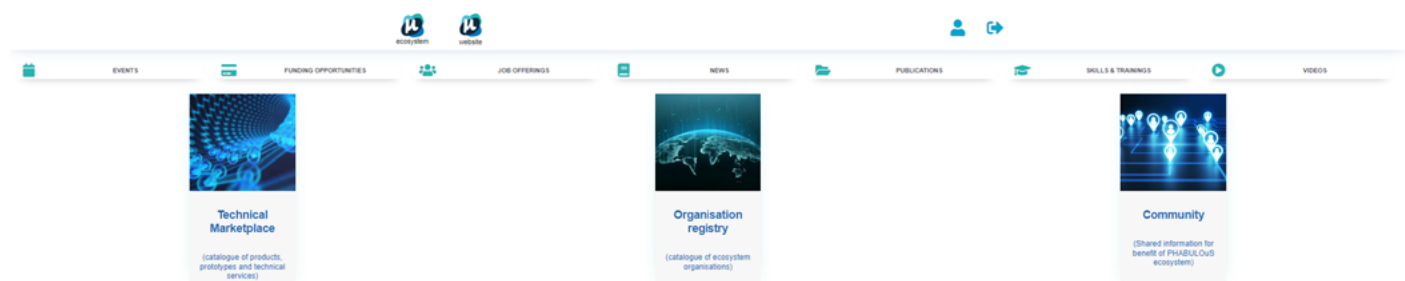 μ μ
ecosystem website
EVENTS FUNDING OPPORTUNITIES JOB OFFERINGS NEWS PUBLICATIONS SKILLS & TRAININGS VIDEOS
Technical
Marketplace
(catalogue of products,
prototypes and technical
services)
Organisation
registry
(catalogue of ecosystem
organisations)
Community
(Shared information for
benefit of PHABULOuS
ecosystem)